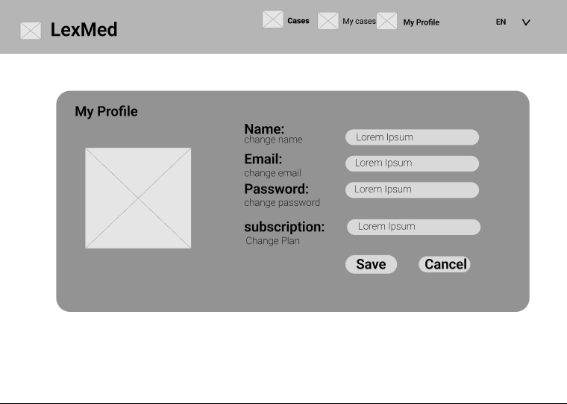 LexMed
Cases
My cases
My Profile
EN
My Profile
Name:
change name
Lorem Ipsum
Email:
change email
Lorem Ipsum
Password:
change password
Lorem Ipsum
subscription:
Change Plan
Lorem Ipsum
Save
Cancel